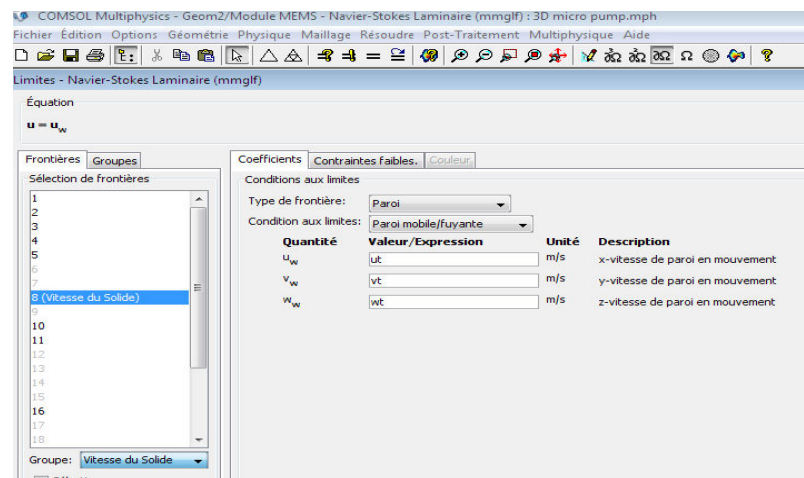 COMSOL Multiphysics - Geom2/Module MEMS - Navier-Stokes Laminaire (mmglf) : 3D micro pump.mph
Fichier Édition Options Géométrie Physique Maillage Résoudre Post-Traitement Multiphysique Aide
Limites - Navier-Stokes Laminaire (mmglf)
Équation
u = u_w
Frontières Groupes
Sélection de frontières
1
2
3
4
5
6
7
8 (Vitesse du Solide)
9
10
11
12
13
14
15
16
17
18
Groupe: Vitesse du Solide
Coefficients Contraintes faibles. Couleur.
Conditions aux limites
Type de frontière: Paroi
Condition aux limites: Paroi mobile/fuyante
Quantité Valeur/Expression Unité Description
u_w ut m/s x-vitesse de paroi en mouvement
v_w vt m/s y-vitesse de paroi en mouvement
w_w wt m/s z-vitesse de paroi en mouvement